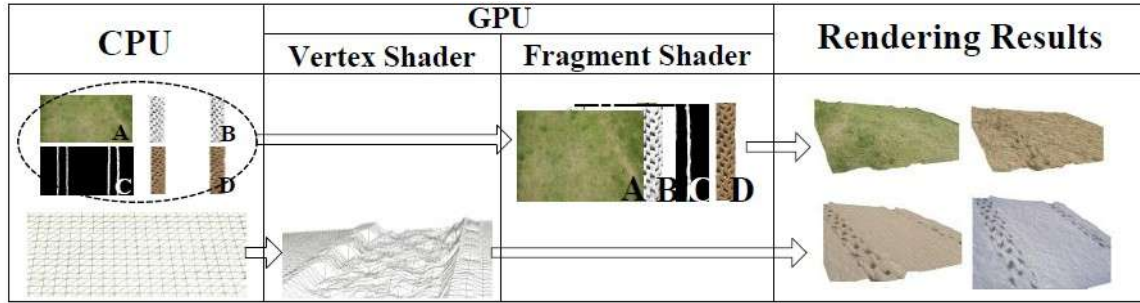 CPU
GPU
Vertex Shader
Fragment Shader
Rendering Results
A
B
C
D
A B C D